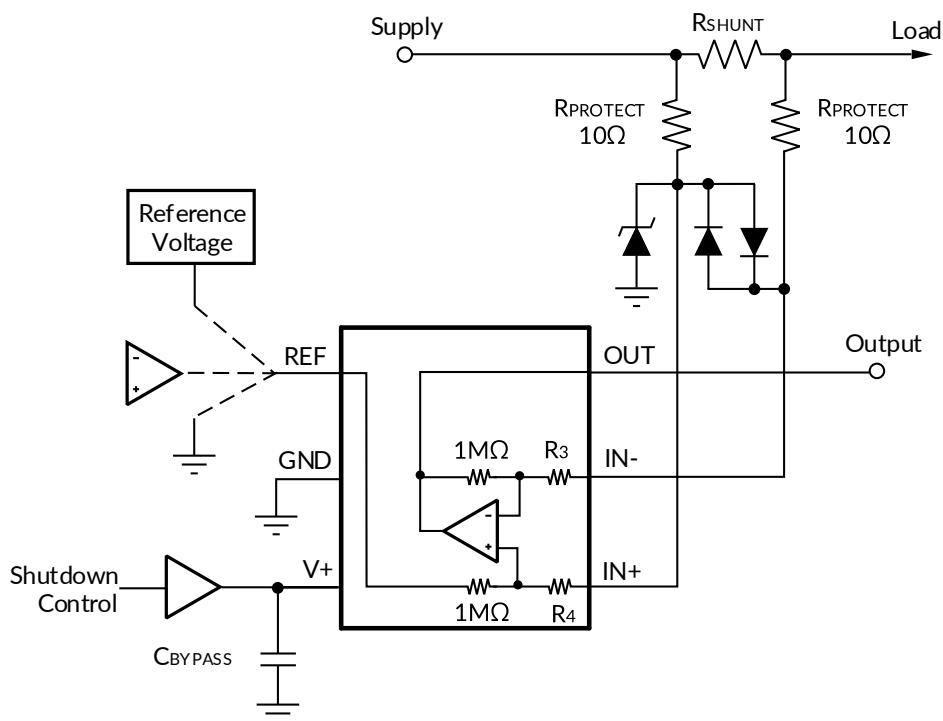 Supply
RSHUNT
Load
RPROTECT
10Ω
RPROTECT
10Ω
Reference
Voltage
REF
OUT
Output
1MΩ
R3
IN-
GND
-
+
-
+
V+
IN+
1MΩ
R4
Shutdown
Control
CBYPASS